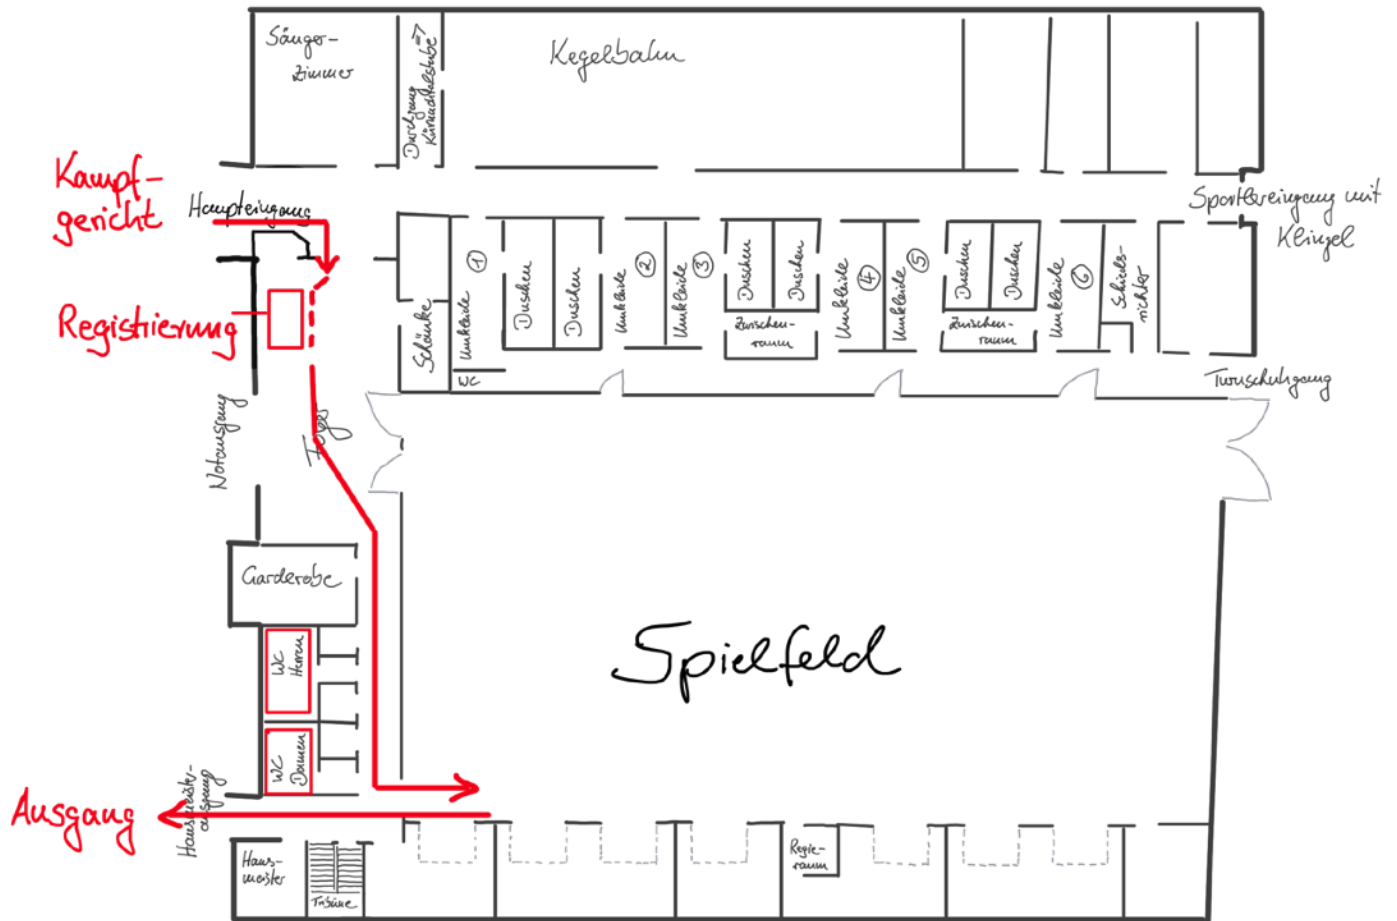 Sänger-
zimmer
Durchgang =>
Kegelbahn
Kampf-
gericht
Haupteingang
Sportlereingang mit
Klingel
Registrierung
Schänke
Umkleide
①
WC
Duschen
Duschen
Umkleide
②
Umkleide
③
Duschen
Duschen
Zwischen-
raum
Umkleide
④
Umkleide
⑤
Duschen
Duschen
Zwischen-
raum
Umkleide
⑥
Schieds-
richter
Turnschuhgang
Notausgang
Foyer
Garderobe
WC
Herren
WC
Damen
Spielfeld
Hausmeister-
ausgang
Ausgang
Haus-
meister
Tribüne
Regie-
raum